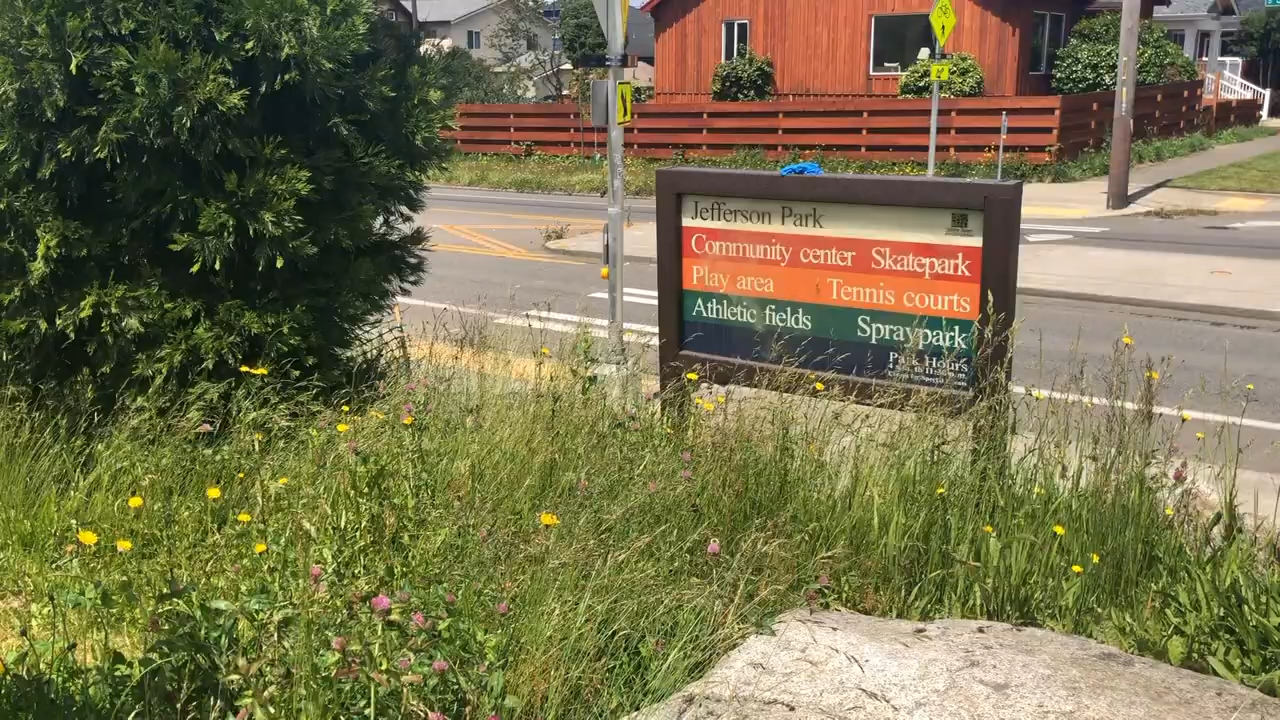 Jefferson Park
Community center Skatepark
Play area Tennis courts
Athletic fields Spraypark
Park Hours